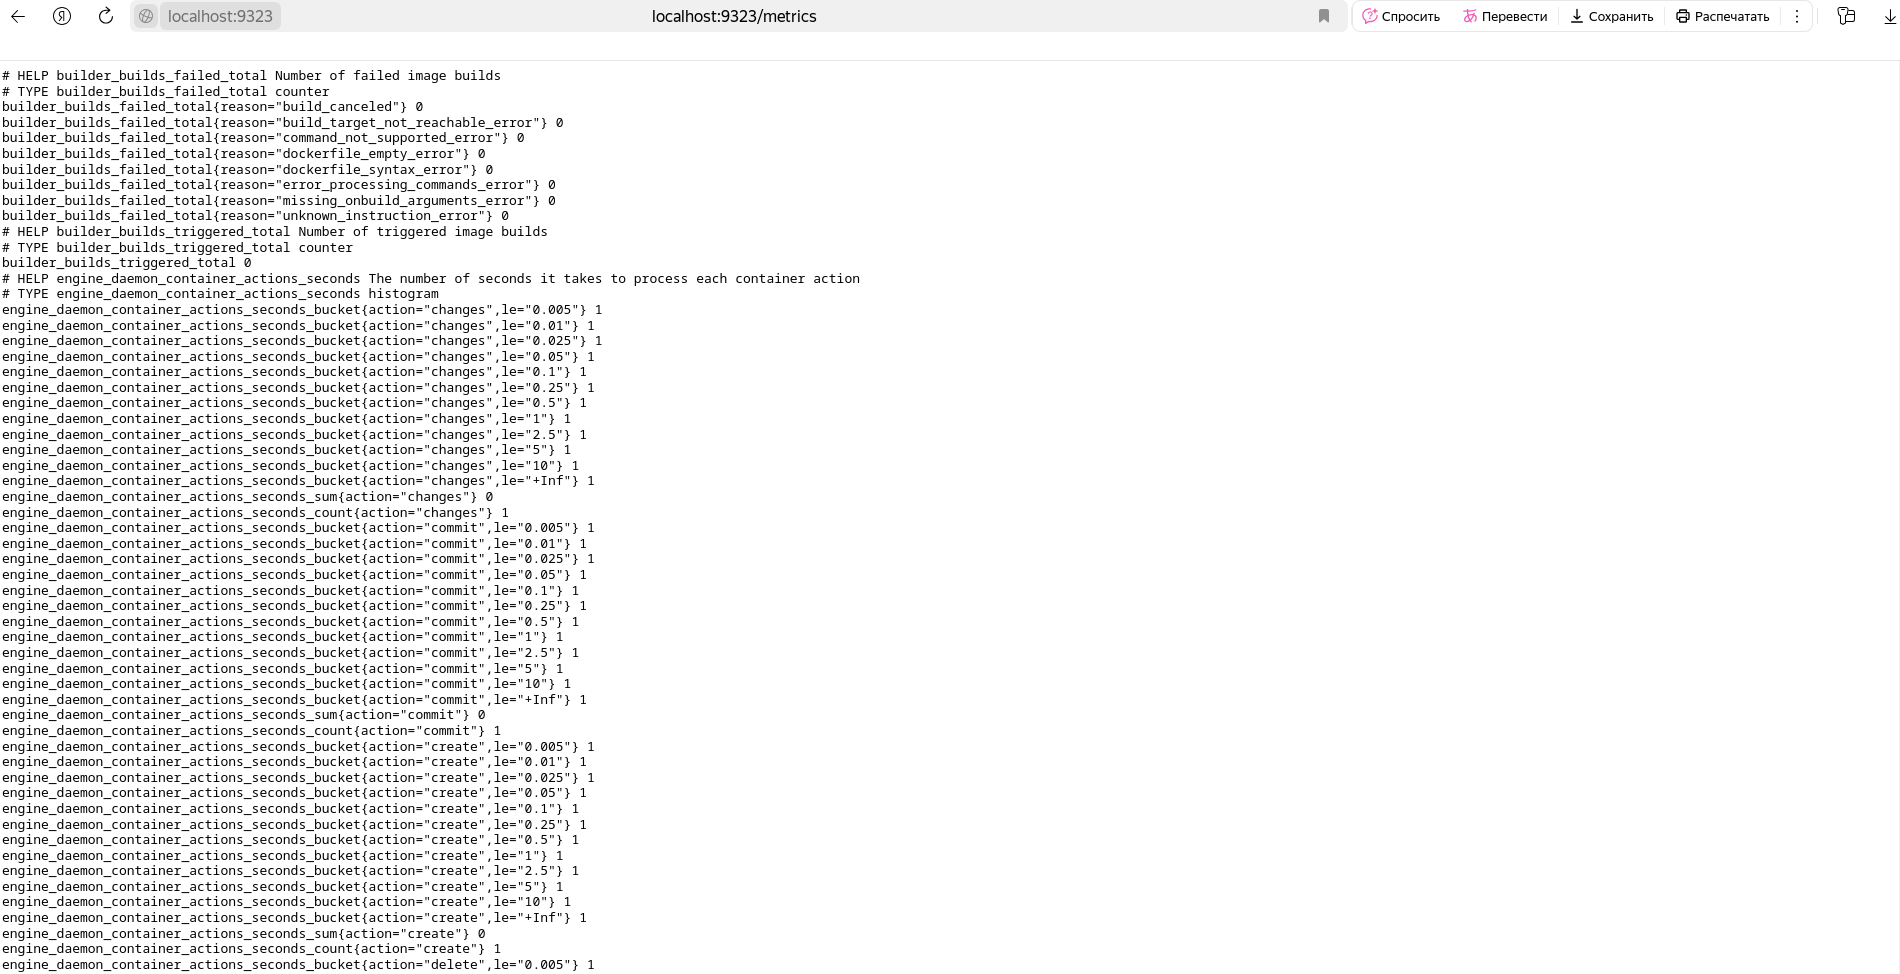 localhost:9323
localhost:9323/metrics
Спросить
Перевести
Сохранить
Распечатать
# HELP builder_builds_failed_total Number of failed image builds
# TYPE builder_builds_failed_total counter
builder_builds_failed_total{reason="build_canceled"} 0
builder_builds_failed_total{reason="build_target_not_reachable_error"} 0
builder_builds_failed_total{reason="command_not_supported_error"} 0
builder_builds_failed_total{reason="dockerfile_empty_error"} 0
builder_builds_failed_total{reason="dockerfile_syntax_error"} 0
builder_builds_failed_total{reason="error_processing_commands_error"} 0
builder_builds_failed_total{reason="missing_onbuild_arguments_error"} 0
builder_builds_failed_total{reason="unknown_instruction_error"} 0
# HELP builder_builds_triggered_total Number of triggered image builds
# TYPE builder_builds_triggered_total counter
builder_builds_triggered_total 0
# HELP engine_daemon_container_actions_seconds The number of seconds it takes to process each container action
# TYPE engine_daemon_container_actions_seconds histogram
engine_daemon_container_actions_seconds_bucket{action="changes",le="0.005"} 1
engine_daemon_container_actions_seconds_bucket{action="changes",le="0.01"} 1
engine_daemon_container_actions_seconds_bucket{action="changes",le="0.025"} 1
engine_daemon_container_actions_seconds_bucket{action="changes",le="0.05"} 1
engine_daemon_container_actions_seconds_bucket{action="changes",le="0.1"} 1
engine_daemon_container_actions_seconds_bucket{action="changes",le="0.25"} 1
engine_daemon_container_actions_seconds_bucket{action="changes",le="0.5"} 1
engine_daemon_container_actions_seconds_bucket{action="changes",le="1"} 1
engine_daemon_container_actions_seconds_bucket{action="changes",le="2.5"} 1
engine_daemon_container_actions_seconds_bucket{action="changes",le="5"} 1
engine_daemon_container_actions_seconds_bucket{action="changes",le="10"} 1
engine_daemon_container_actions_seconds_bucket{action="changes",le="+Inf"} 1
engine_daemon_container_actions_seconds_sum{action="changes"} 0
engine_daemon_container_actions_seconds_count{action="changes"} 1
engine_daemon_container_actions_seconds_bucket{action="commit",le="0.005"} 1
engine_daemon_container_actions_seconds_bucket{action="commit",le="0.01"} 1
engine_daemon_container_actions_seconds_bucket{action="commit",le="0.025"} 1
engine_daemon_container_actions_seconds_bucket{action="commit",le="0.05"} 1
engine_daemon_container_actions_seconds_bucket{action="commit",le="0.1"} 1
engine_daemon_container_actions_seconds_bucket{action="commit",le="0.25"} 1
engine_daemon_container_actions_seconds_bucket{action="commit",le="0.5"} 1
engine_daemon_container_actions_seconds_bucket{action="commit",le="1"} 1
engine_daemon_container_actions_seconds_bucket{action="commit",le="2.5"} 1
engine_daemon_container_actions_seconds_bucket{action="commit",le="5"} 1
engine_daemon_container_actions_seconds_bucket{action="commit",le="10"} 1
engine_daemon_container_actions_seconds_bucket{action="commit",le="+Inf"} 1
engine_daemon_container_actions_seconds_sum{action="commit"} 0
engine_daemon_container_actions_seconds_count{action="commit"} 1
engine_daemon_container_actions_seconds_bucket{action="create",le="0.005"} 1
engine_daemon_container_actions_seconds_bucket{action="create",le="0.01"} 1
engine_daemon_container_actions_seconds_bucket{action="create",le="0.025"} 1
engine_daemon_container_actions_seconds_bucket{action="create",le="0.05"} 1
engine_daemon_container_actions_seconds_bucket{action="create",le="0.1"} 1
engine_daemon_container_actions_seconds_bucket{action="create",le="0.25"} 1
engine_daemon_container_actions_seconds_bucket{action="create",le="0.5"} 1
engine_daemon_container_actions_seconds_bucket{action="create",le="1"} 1
engine_daemon_container_actions_seconds_bucket{action="create",le="2.5"} 1
engine_daemon_container_actions_seconds_bucket{action="create",le="5"} 1
engine_daemon_container_actions_seconds_bucket{action="create",le="10"} 1
engine_daemon_container_actions_seconds_bucket{action="create",le="+Inf"} 1
engine_daemon_container_actions_seconds_sum{action="create"} 0
engine_daemon_container_actions_seconds_count{action="create"} 1
engine_daemon_container_actions_seconds_bucket{action="delete",le="0.005"} 1